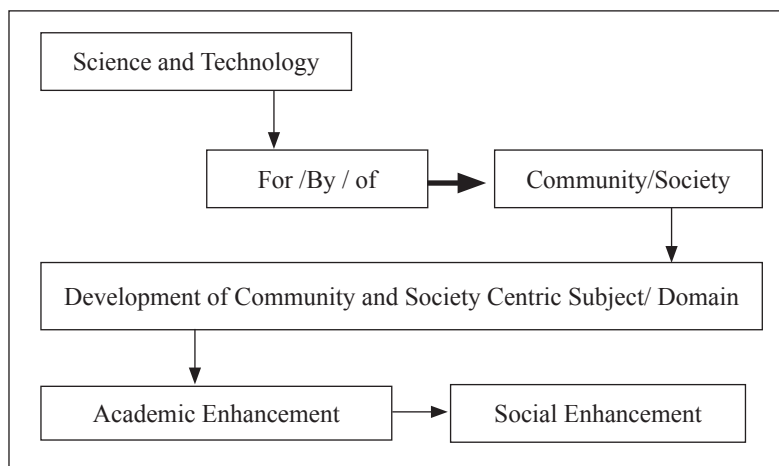 Science and Technology
For /By / of
Community/Society
Development of Community and Society Centric Subject/ Domain
Academic Enhancement
Social Enhancement